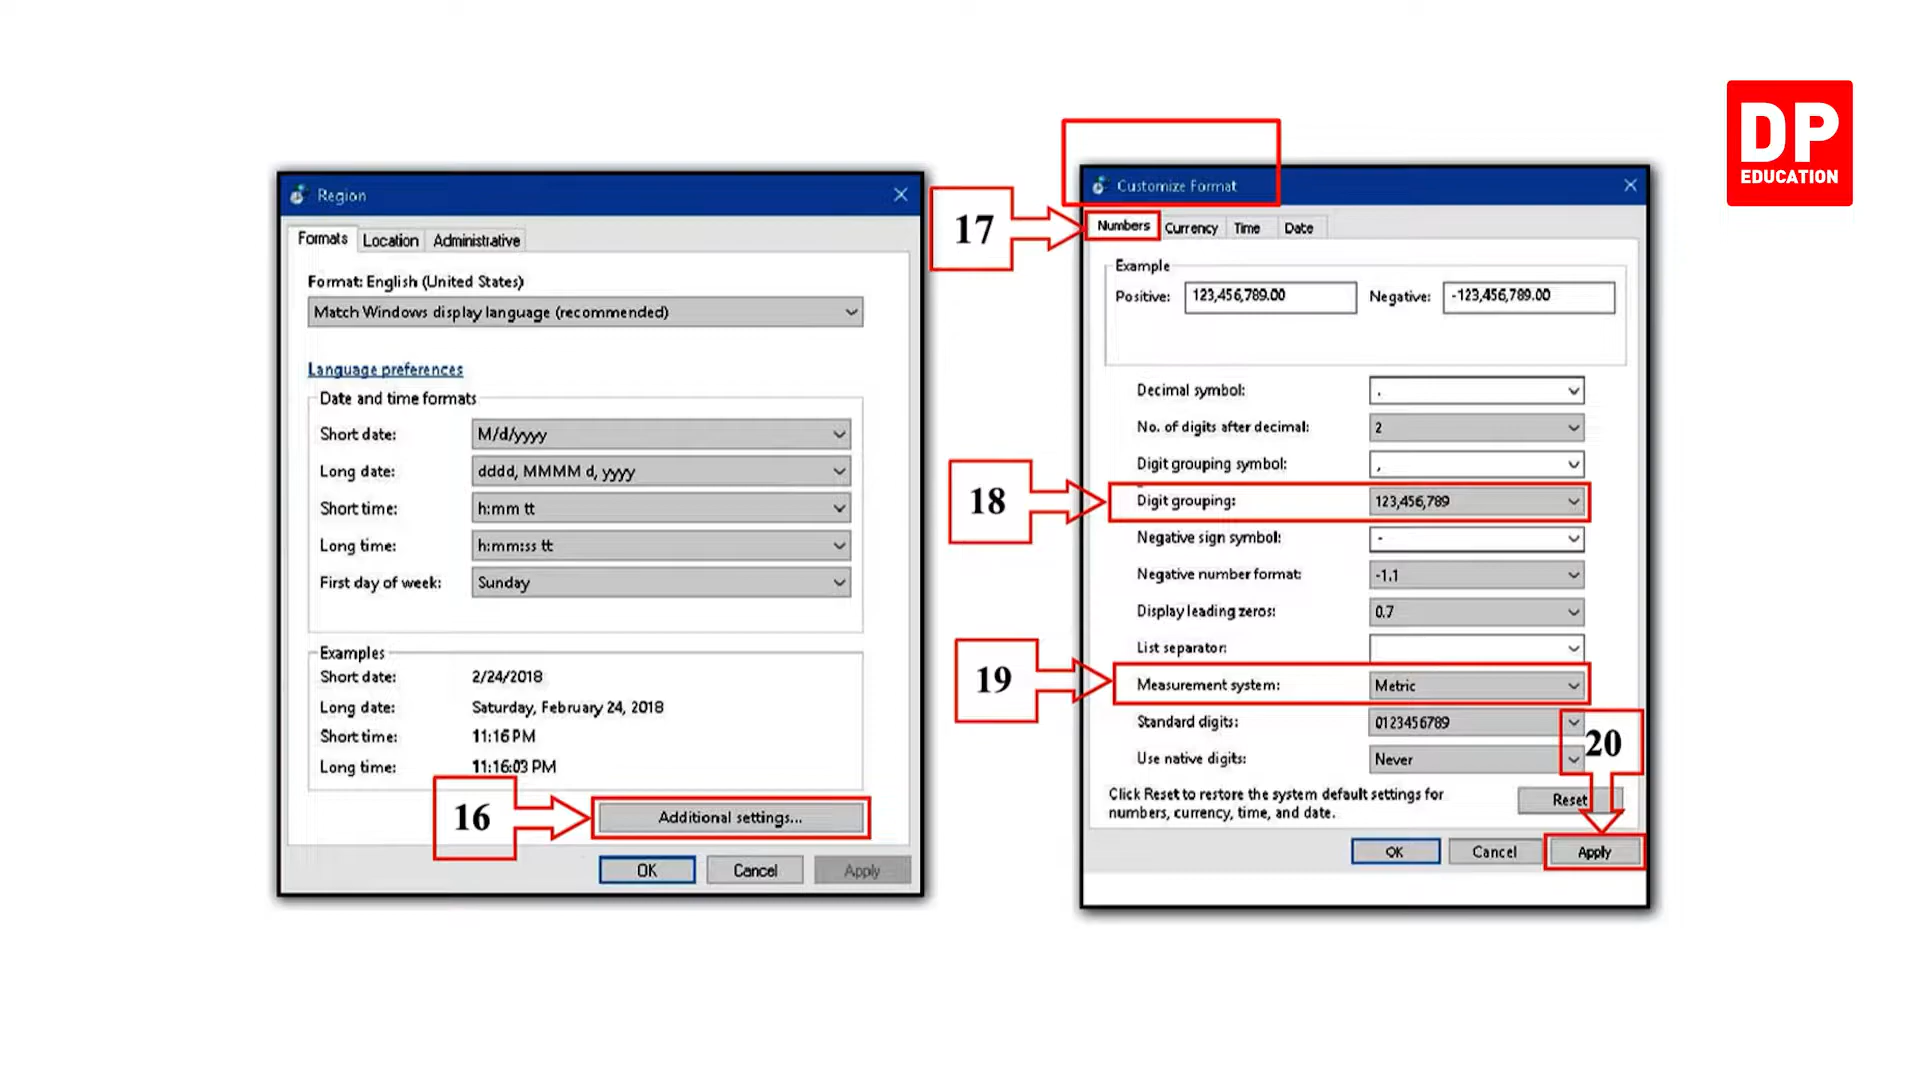 DP
EDUCATION
Region
Formats Location Administrative
Format: English (United States)
Match Windows display language (recommended)
Language preferences
Date and time formats
Short date: M/d/yyyy
Long date: dddd, MMMM d, yyyy
Short time: h:mm tt
Long time: h:mm:ss tt
First day of week: Sunday
Examples
Short date: 2/24/2018
Long date: Saturday, February 24, 2018
Short time: 11:16 PM
Long time: 11:16:03 PM
16
Additional settings...
OK Cancel Apply
Customize Format
17
Numbers Currency Time Date
Example
Positive: 123,456,789.00 Negative: -123,456,789.00
Decimal symbol: .
No. of digits after decimal: 2
Digit grouping symbol: ,
18
Digit grouping: 123,456,789
Negative sign symbol: -
Negative number format: -1.1
Display leading zeros: 0.7
List separator:
19
Measurement system: Metric
Standard digits: 0123456789
20
Use native digits: Never
Click Reset to restore the system default settings for
numbers, currency, time, and date.
Reset
OK Cancel Apply